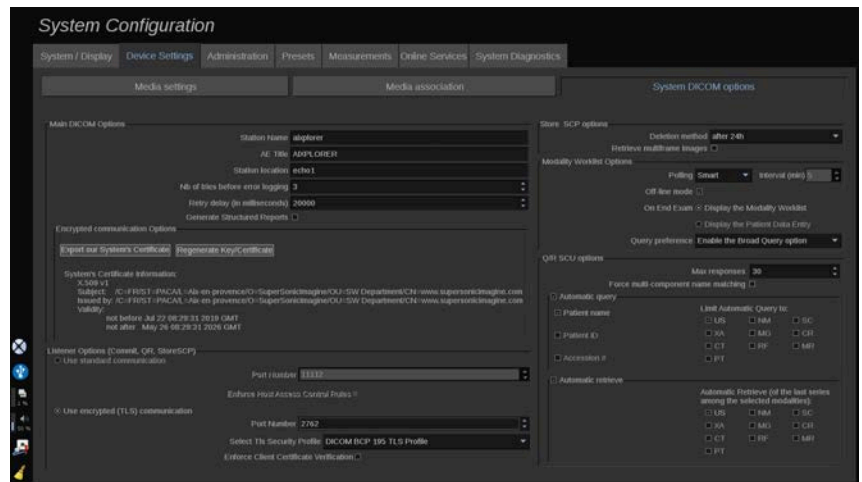 System Configuration
System / Display Device Settings Administration Presets Measurements Online Services System Diagnostics
Media settings Media association System DICOM options
Main DICOM Options
Station Name aixplorer
AE Title AIXPLORER
Station location echo1
Nb of tries before error logging 3
Retry delay (in milliseconds) 20000
Generate Structured Reports
Encrypted communication Options
Export our System's Certificate Regenerate Key/Certificate
System's Certificate Information:
X.509 v1
Subject: /C=FR/ST=PACA/L=Aix-en-provence/O=SuperSonicImagine/OU=SW Department/CN=www.supersonicimagine.com
Issued by: /C=FR/ST=PACA/L=Aix-en-provence/O=SuperSonicImagine/OU=SW Department/CN=www.supersonicimagine.com
Validity:
not before Jul 22 08:29:31 2019 GMT
not after May 26 08:29:31 2026 GMT
Listener Options (Commit, QR, StoreSCP)
Use standard communication
Port Number 11112
Enforce Host Access Control Rules
Use encrypted (TLS) communication
Port Number 2762
Select Tls Security Profile DICOM BCP 195 TLS Profile
Enforce Client Certificate Verification
Store SCP options
Deletion method after 24h
Retrieve multiframe images
Modality Worklist Options
Polling Smart Interval (min) 5
Off-line mode
On End Exam Display the Modality Worklist
Display the Patient Data Entity
Query preference Enable the Broad Query option
Q/R SCU options
Max responses 30
Force multi-component name matching
Automatic query
Patient name
Patient ID
Accession #
Limit Automatic Query to:
US NM SC
XA MG CR
CT RF MR
PT
Automatic retrieve
Automatic Retrieve (of the last series
among the selected modalities):
US NM SC
XA MG CR
CT RF MR
PT